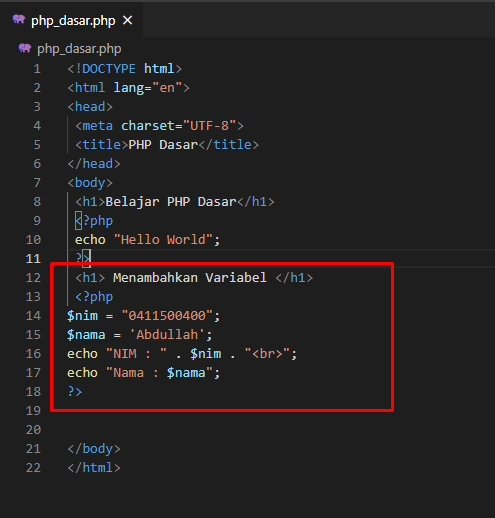 php_dasar.php ×
php_dasar.php
1 <!DOCTYPE html>
2 <html lang="en">
3 <head>
4 <meta charset="UTF-8">
5 <title>PHP Dasar</title>
6 </head>
7 <body>
8 <h1>Belajar PHP Dasar</h1>
9 <?php
10 echo "Hello World";
11 ?>
12 <h1> Menambahkan Variabel </h1>
13 <?php
14 $nim = "0411500400";
15 $nama = 'Abdullah';
16 echo "NIM : " . $nim . "<br>";
17 echo "Nama : $nama";
18 ?>
19
20
21 </body>
22 </html>